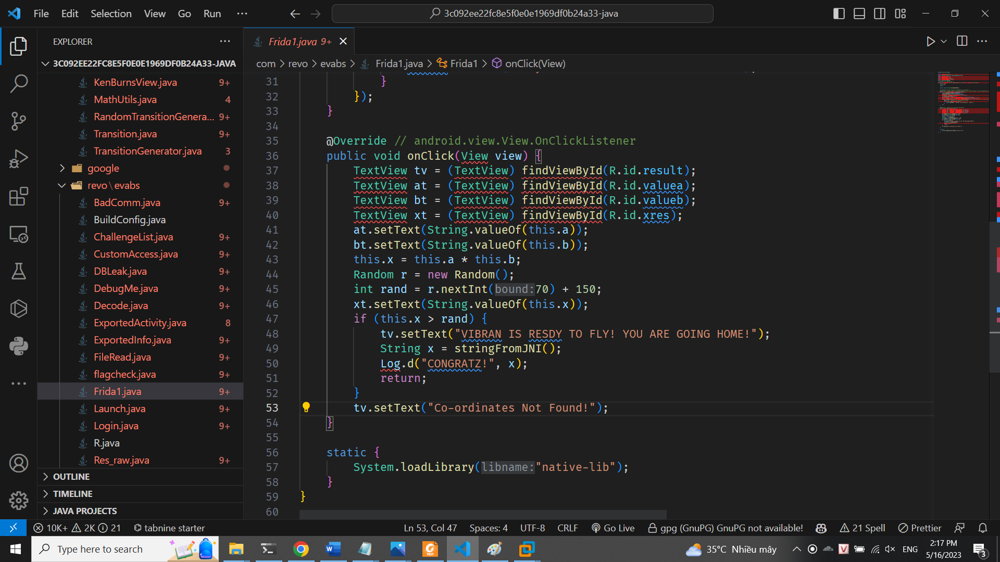 File Edit Selection View Go Run ··· 3c092ee22fc8e5f0e0e1969df0b24a33-java
EXPLORER
3C092EE22FC8E5F0E0E1969DF0B24A33-JAVA
KenBurnsView.java 9+
MathUtils.java 4
RandomTransitionGenera... 9+
Transition.java 9+
TransitionGenerator.java 3
google
revo\evabs
BadComm.java 9+
BuildConfig.java
ChallengeList.java 9+
CustomAccess.java 9+
DBLeak.java 9+
DebugMe.java 9+
Decode.java 9+
ExportedActivity.java 8
ExportedInfo.java 9+
FileRead.java 9+
flagcheck.java 9+
Frida1.java 9+
Launch.java 9+
Login.java 9+
R.java
Res_raw.java 9+
OUTLINE
TIMELINE
JAVA PROJECTS
Frida1.java 9+
com > revo > evabs > Frida1.java > Frida1 > onClick(View)
31 }
32 });
33 }
34
35 @Override // android.view.View.OnClickListener
36 public void onClick(View view) {
37 TextView tv = (TextView) findViewById(R.id.result);
38 TextView at = (TextView) findViewById(R.id.valuea);
39 TextView bt = (TextView) findViewById(R.id.valueb);
40 TextView xt = (TextView) findViewById(R.id.xres);
41 at.setText(String.valueOf(this.a));
42 bt.setText(String.valueOf(this.b));
43 this.x = this.a * this.b;
44 Random r = new Random();
45 int rand = r.nextInt(bound:70) + 150;
46 xt.setText(String.valueOf(this.x));
47 if (this.x > rand) {
48 tv.setText("VIBRAN IS RESDY TO FLY! YOU ARE GOING HOME!");
49 String x = stringFromJNI();
50 Log.d("CONGRATZ!", x);
51 return;
52 }
53 tv.setText("Co-ordinates Not Found!");
54 }
55
56 static {
57 System.loadLibrary(libname:"native-lib");
58 }
59 }
60
10K+ 2K 21 tabnine starter Ln 53, Col 47 Spaces: 4 UTF-8 CRLF Go Live gpg (GnuPG) GnuPG not available! 21 Spell Prettier
Type here to search 35°C Nhiều mây ENG 2:17 PM
5/16/2023 3